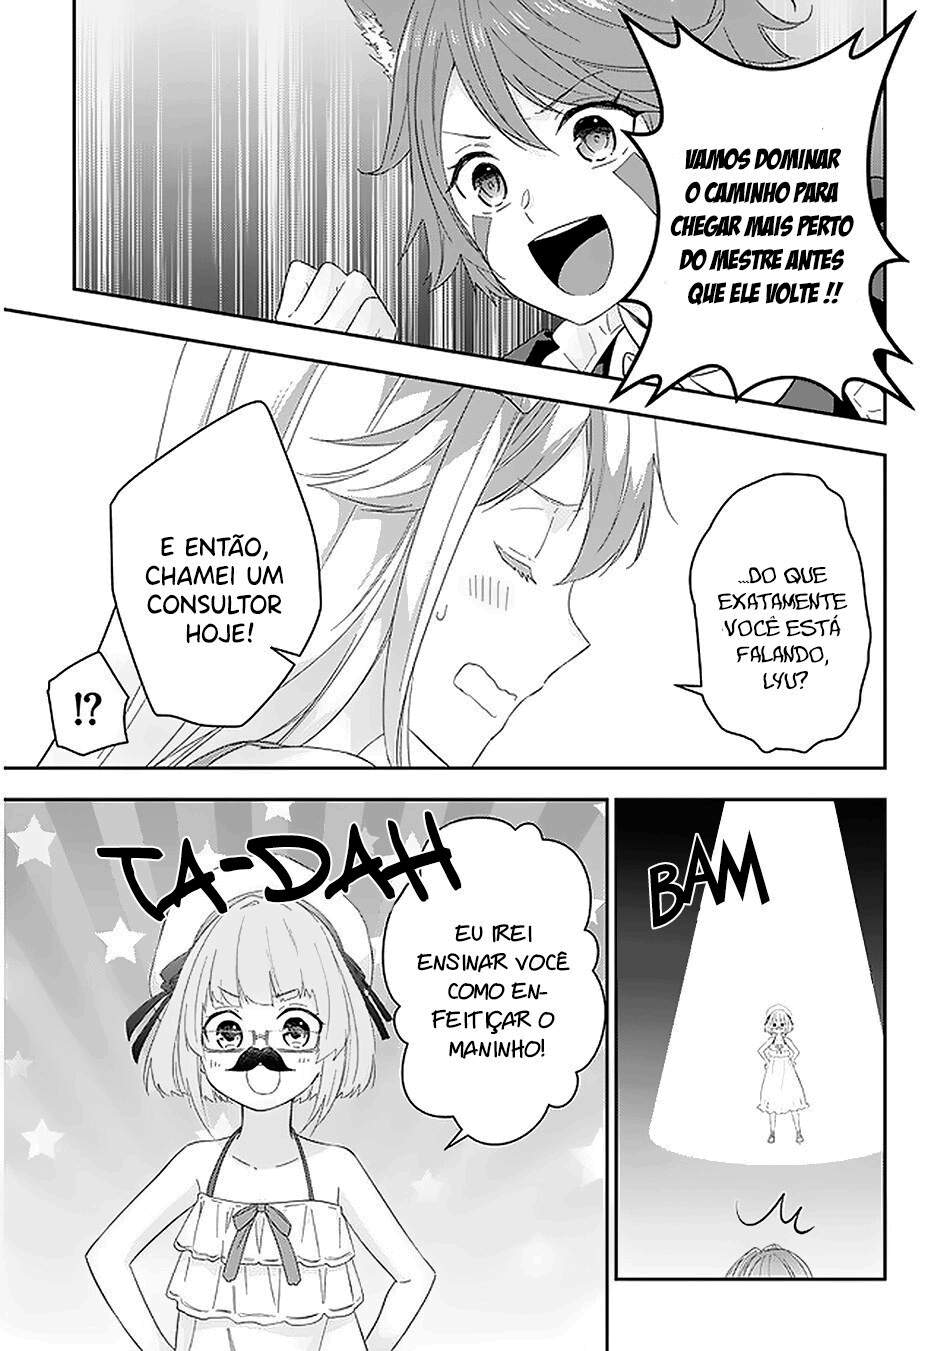 VAMOS DOMINAR
O CAMINHO PARA
CHEGAR MAIS PERTO
DO MESTRE ANTES
QUE ELE VOLTE !!
...DO QUE
EXATAMENTE
VOCÊ ESTÁ
FALANDO,
LYU?
E ENTÃO,
CHAMEI UM
CONSULTOR
HOJE!
!?
BAM
TA-DAH
EU IREI
ENSINAR VOCÊ
COMO EN-
FEITIÇAR O
MANINHO!